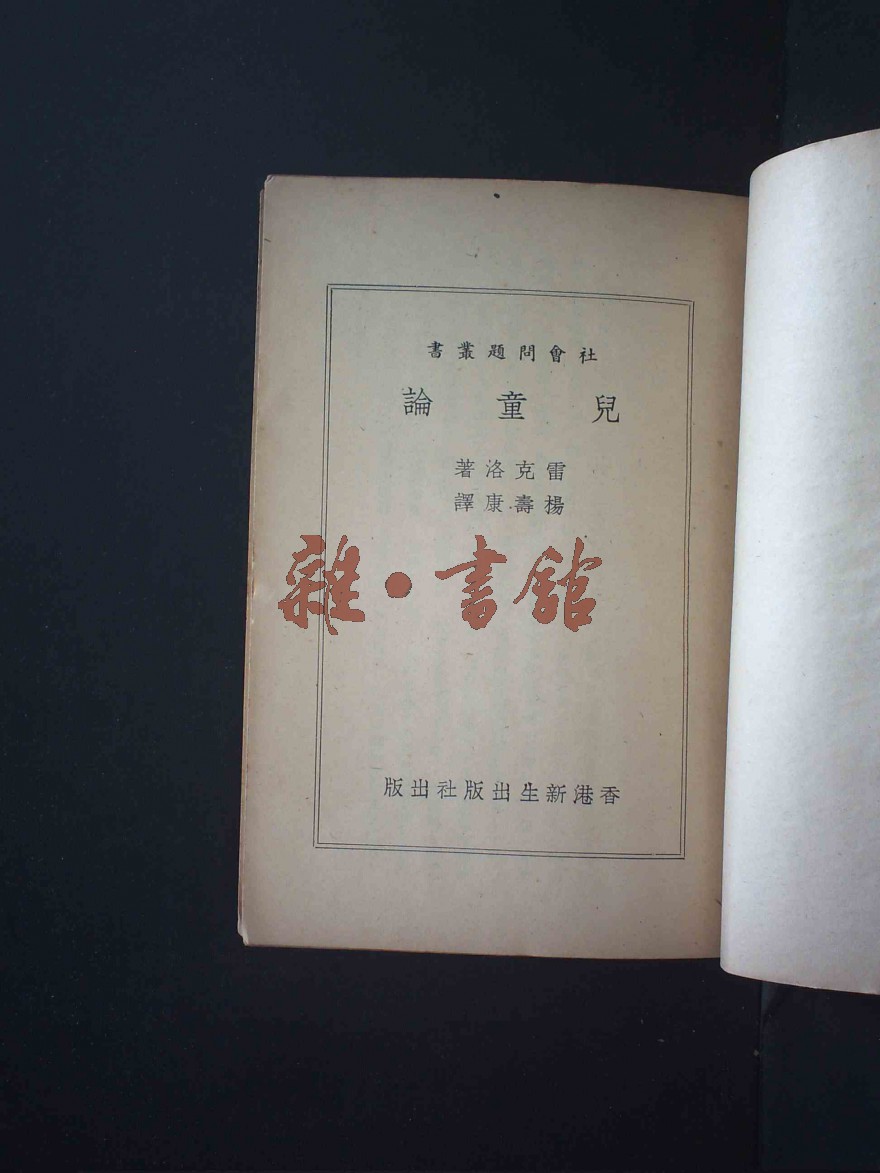 社會問題叢書
兒童論
雷克洛著
楊壽康譯
雜·書館
香港新生出版社出版